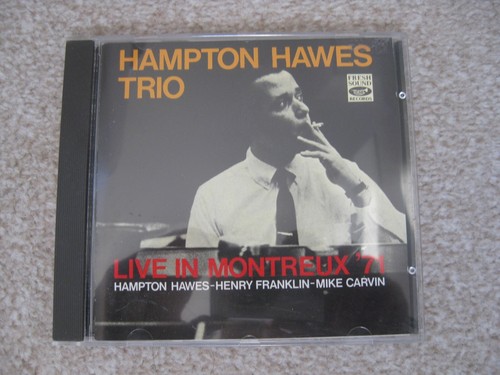 HAMPTON HAWES
TRIO
FRESH
SOUND
RECORDS
LIVE IN MONTREUX '71
HAMPTON HAWES-HENRY FRANKLIN-MIKE CARVIN